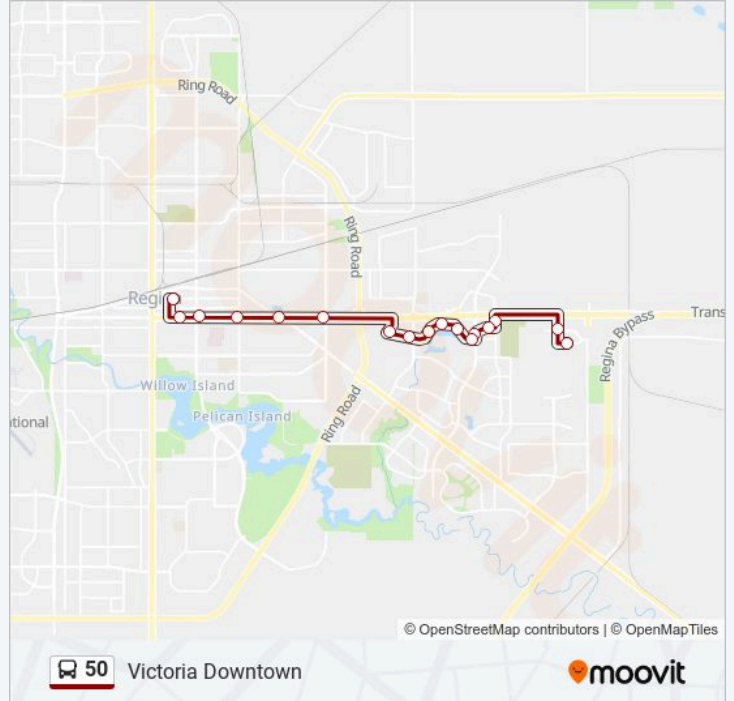 Ring Road
Ring Road
Regi
Trans
Regina Bypass
Willow Island
Pelican Island
Ring Road
tional
© OpenStreetMap contributors | © OpenMapTiles
50 Victoria Downtown
moovit